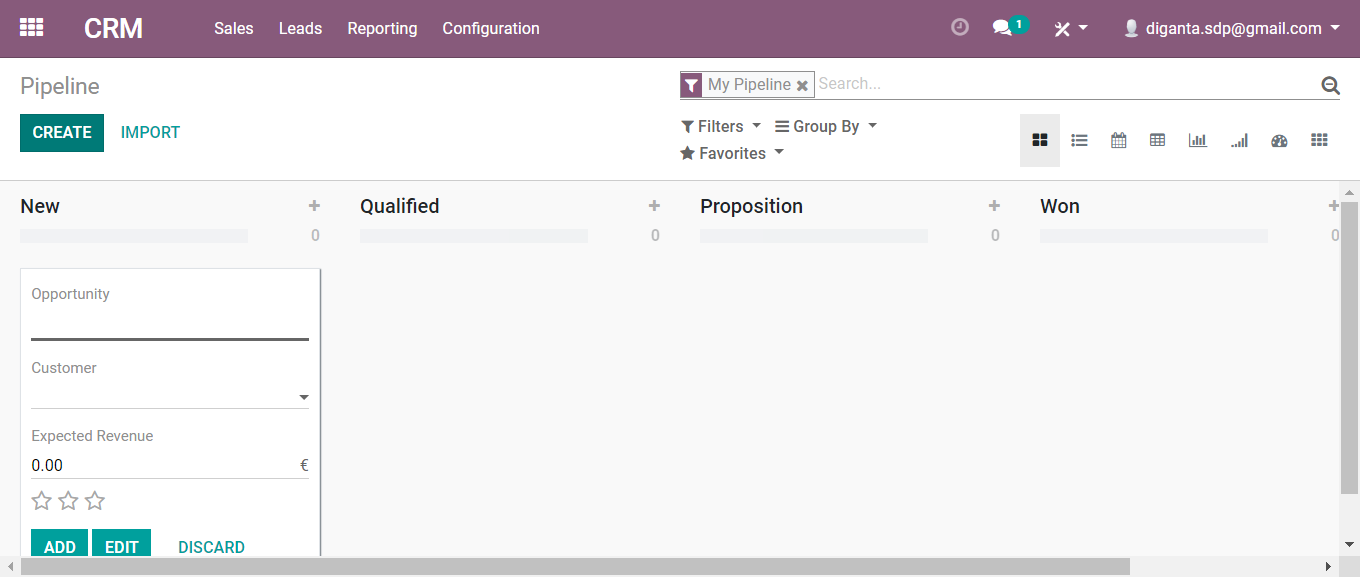 CRM Sales Leads Reporting Configuration 1 diganta.sdp@gmail.com
Pipeline My Pipeline Search...
CREATE IMPORT Filters Group By
Favorites
New Qualified Proposition Won
0 0 0 0
Opportunity
Customer
Expected Revenue
0.00 €
ADD EDIT DISCARD